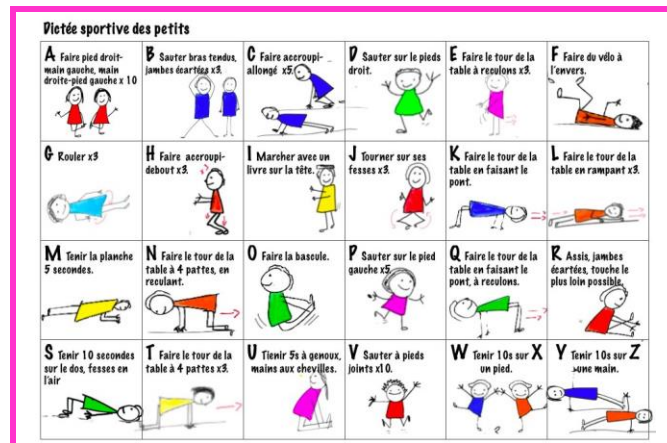 Dictée sportive des petits
A Faire pied droit-
main gauche, main
droite-pied gauche x 10
B Sauter bras tendus,
jambes écartées x3.
C Faire accroupi-
allongé x5.
D Sauter sur le pieds
droit.
E Faire le tour de la
table à reculons x3.
F Faire du vélo à
l'envers.
G Rouler x3
H Faire accroupi-
debout x3.
x3
I Marcher avec un
livre sur la tête.
J Tourner sur ses
fesses x3.
K Faire le tour de la
table en faisant le
pont.
L Faire le tour de la
table en rampant x3.
M Tenir la planche
5 secondes.
N Faire le tour de la
table à 4 pattes, en
reculant.
O Faire la bascule.
P Sauter sur le pied
gauche x5
Q Faire le tour de la
table en faisant le
pont, à reculons.
R Assis, jambes
écartées, touche le
plus loin possible.
S Tenir 10 secondes
sur le dos, fesses en
l'air
T Faire le tour de la
table à 4 pattes x3.
U Tienir 5s à genoux,
mains aux chevilles.
V Sauter à pieds
joints x10.
W Tenir 10s sur X
un pied.
Y Tenir 10s sur Z
une main.